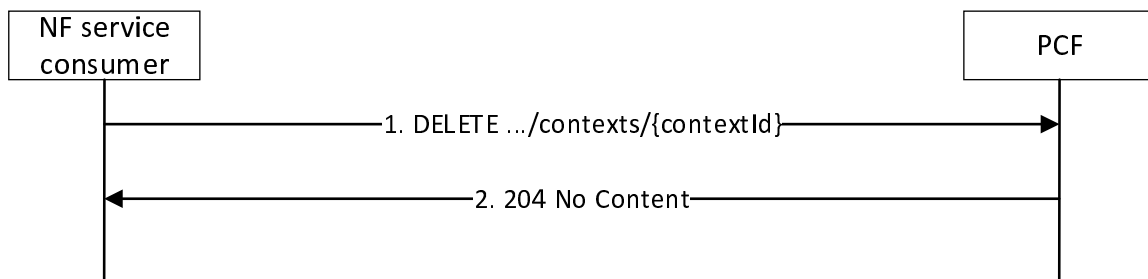 NF service
consumer
PCF
1. DELETE .../contexts/{contextId}
2. 204 No Content